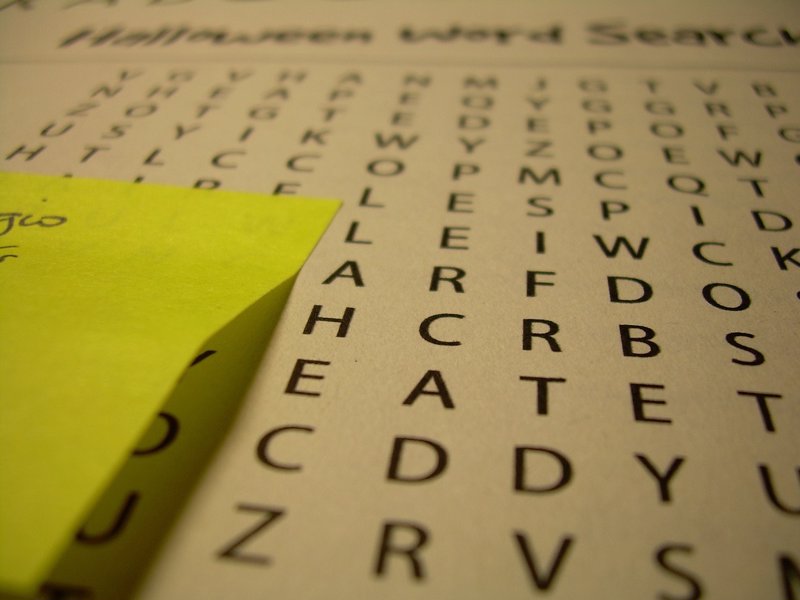 Halloween Word Search
V G V H A N M J G T V R
N H E A P E Q Y G G R P
Z O T G T E D E P O F G
U S Y I K W Y Z O E W
H T L C C O P M C Q T
L E S P I D
L E I W C K
A R F D O
H C R B S
E A T E T
O C D D Y U
U Z R V S